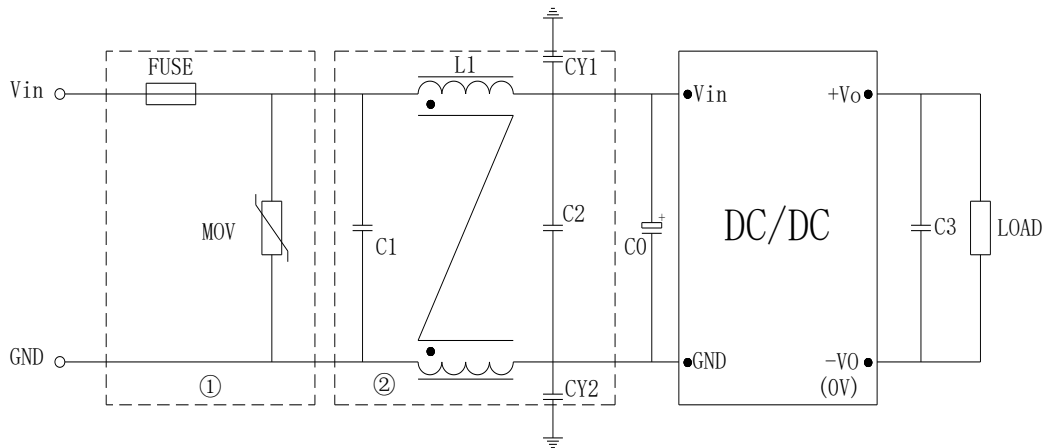 FUSE
L1
CY1
Vin
Vin
+Vo
MOV
C1
C2
+
C0
DC/DC
C3
LOAD
GND
GND
-VO
(0V)
①
②
CY2